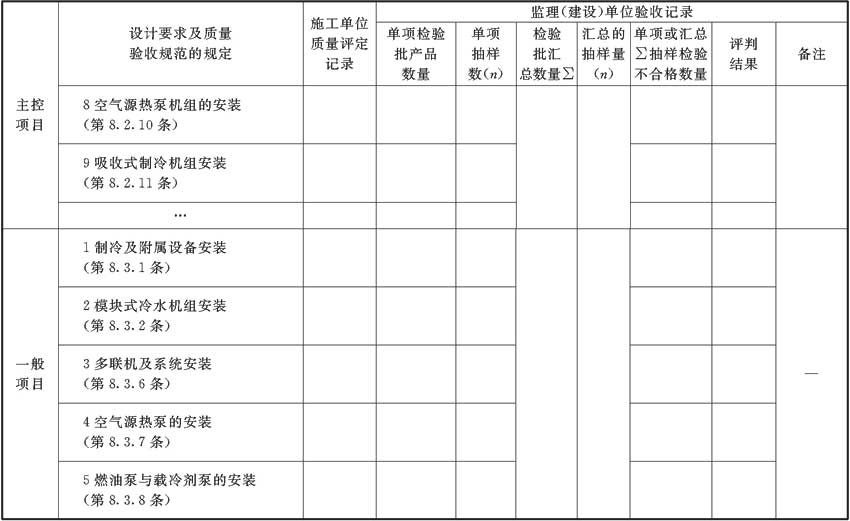 设计要求及质量
验收规范的规定
施工单位
质量评定
记录
监理(建设)单位验收记录
单项检验
批产品
数量
单项
抽样
数(n)
检验
批汇
总数量∑
汇总的
抽样量
(n)
单项或汇总
∑抽样检验
不合格数量
评判
结果
备注
主控
项目
8 空气源热泵机组的安装
(第 8.2.10 条)
9 吸收式制冷机组安装
(第 8.2.11 条)
…
一般
项目
1 制冷及附属设备安装
(第 8.3.1 条)
2 模块式冷水机组安装
(第 8.3.2 条)
3 多联机及系统安装
(第 8.3.6 条)
4 空气源热泵的安装
(第 8.3.7 条)
5 燃油泵与载冷剂泵的安装
(第 8.3.8 条)
—